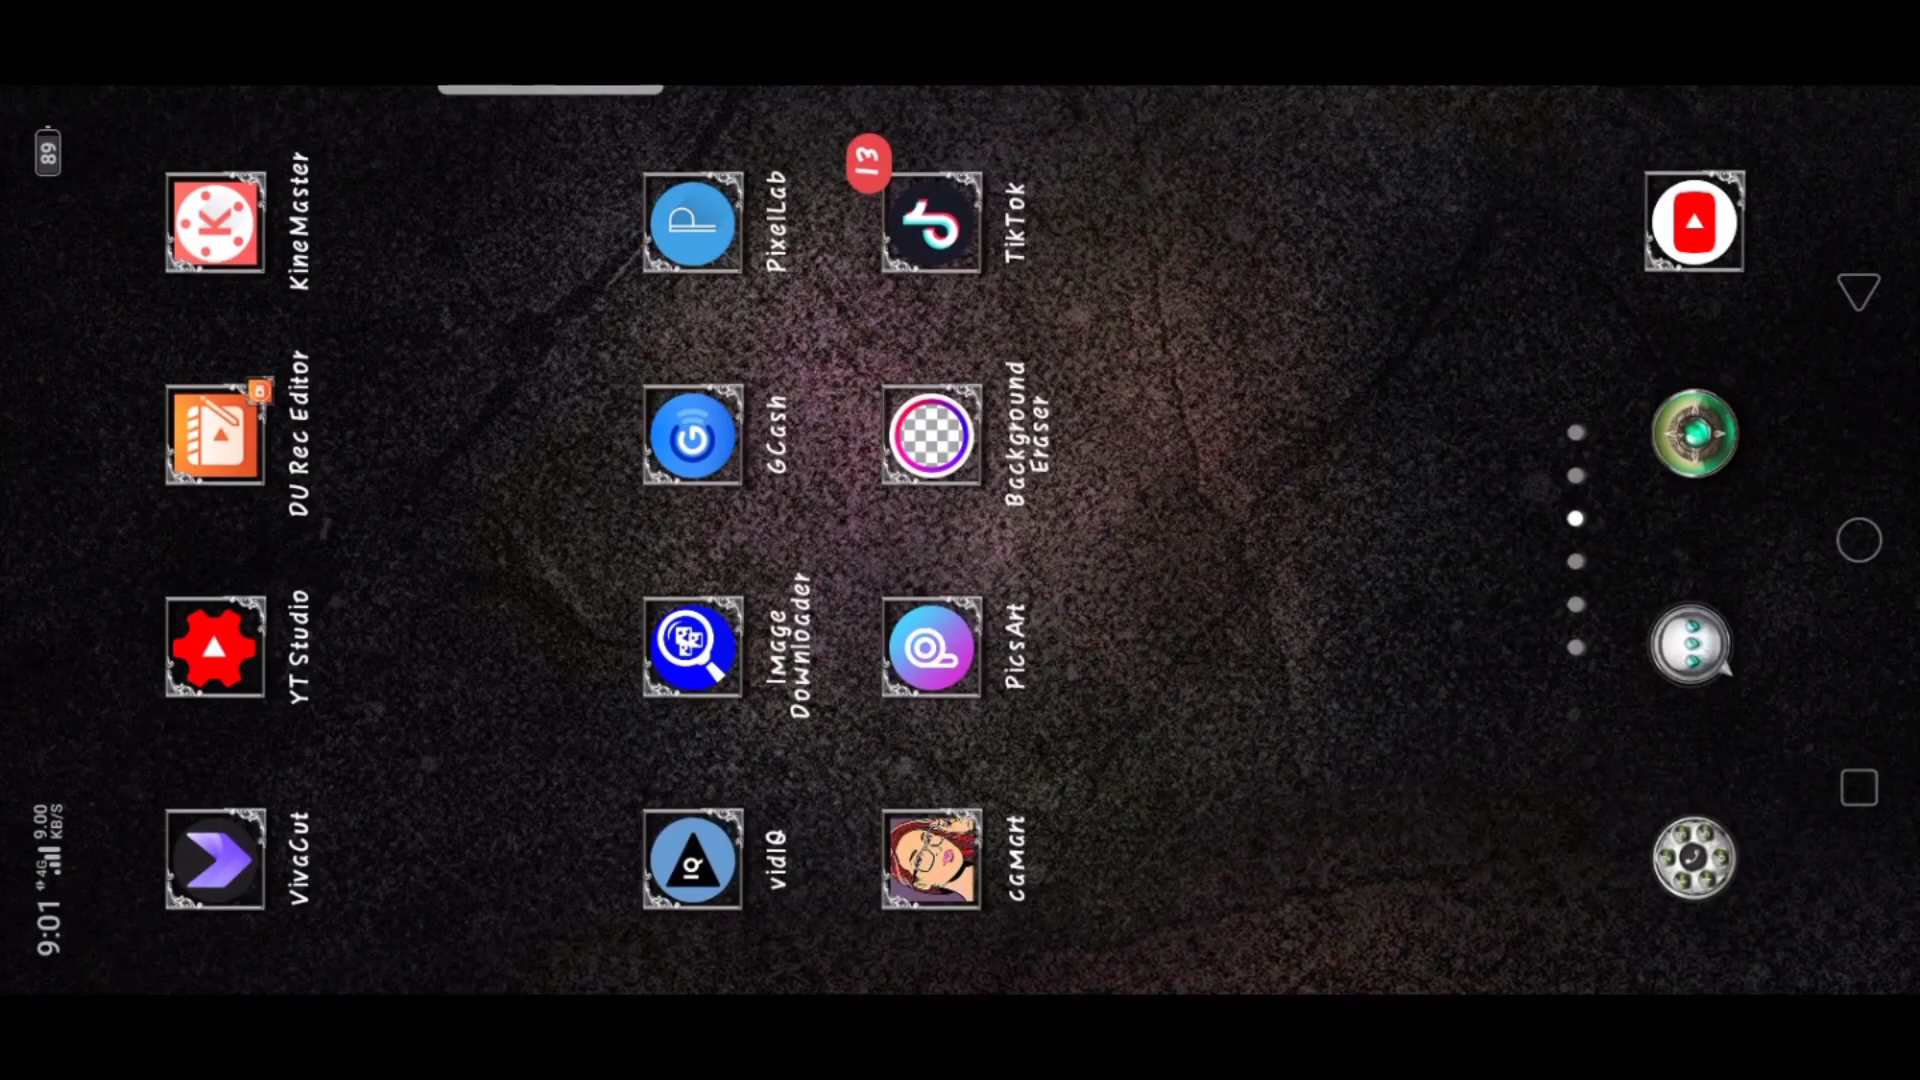 9:01 4G 9.00 KB/S 89
VivaCut
YT Studio
DU Rec Editor
KineMaster
K
IQ
vidIQ
Image
Downloader
G
GCash
P
PixelLab
camart
PicsArt
Background
Eraser
13
TikTok